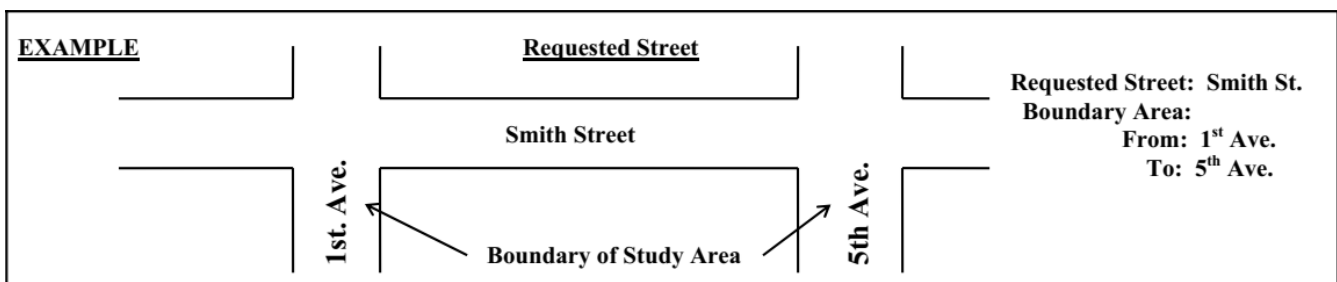 EXAMPLE
Requested Street
Requested Street: Smith St.
Boundary Area:
From: 1st Ave.
To: 5th Ave.
Smith Street
1st. Ave.
5th Ave.
Boundary of Study Area